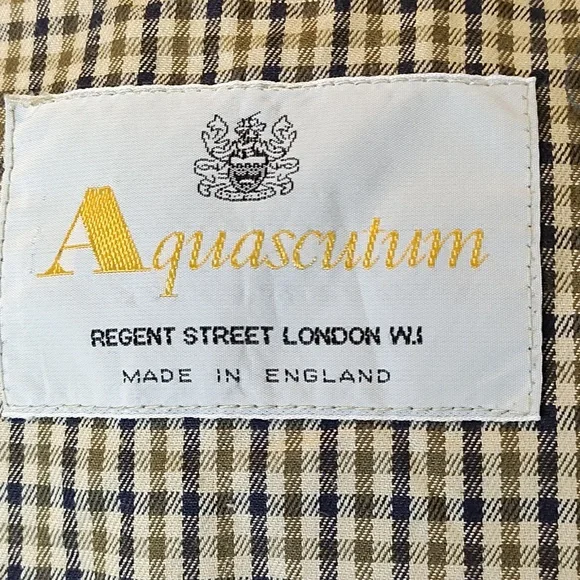 Aquascutum
REGENT STREET LONDON W.1
MADE IN ENGLAND